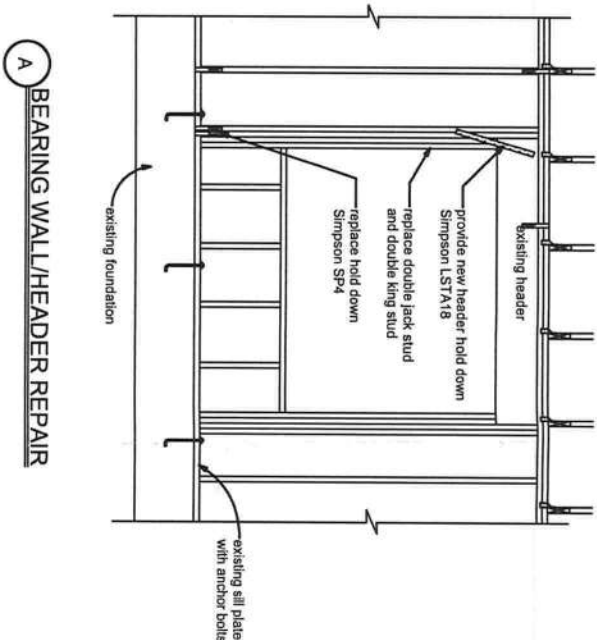 existing header
provide new header hold down
Simpson LSTA18
replace double jack stud
and double king stud
replace hold down
Simpson SP4
existing sill plate
with anchor bolts
existing foundation
A
BEARING WALL/HEADER REPAIR